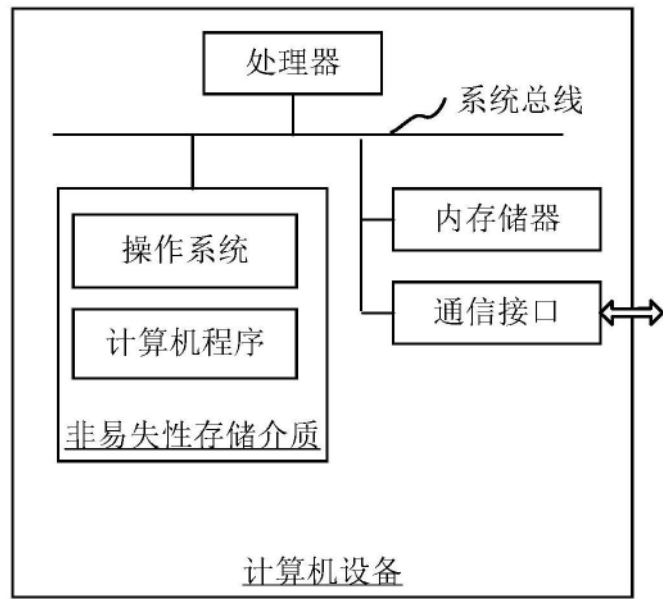 处理器
系统总线
操作系统
内存储器
计算机程序
通信接口
非易失性存储介质
计算机设备